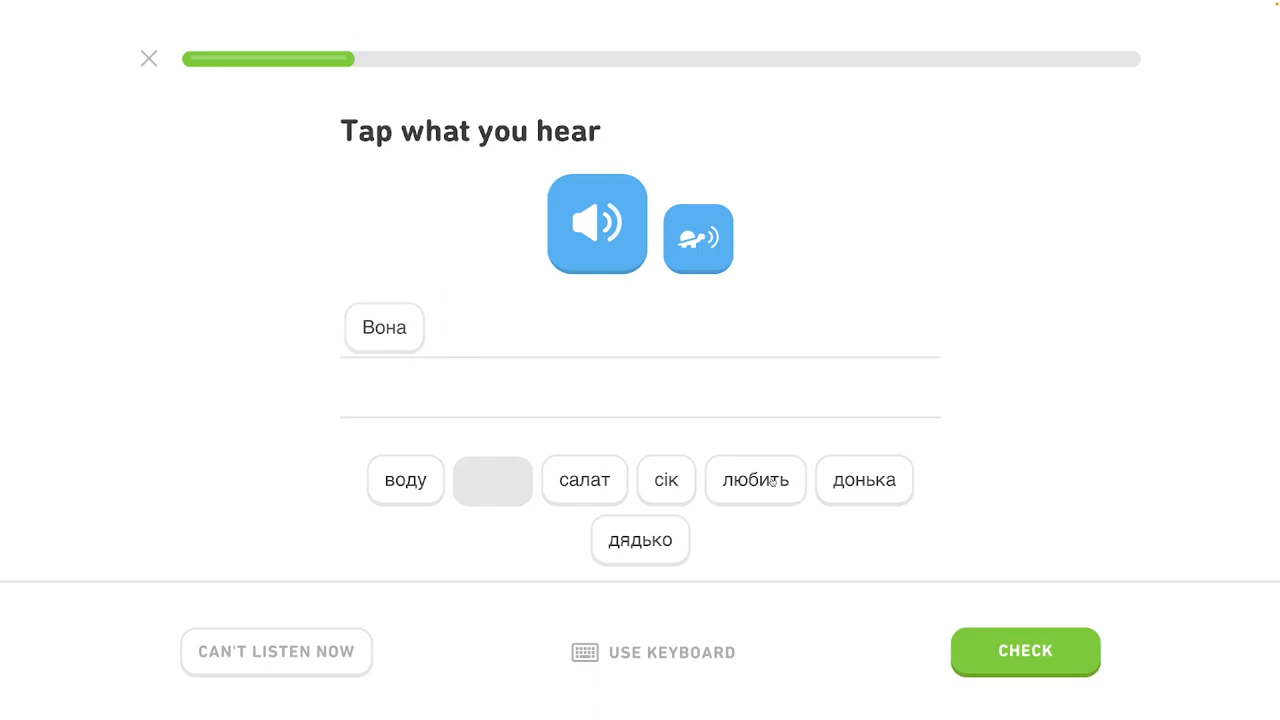 Tap what you hear
Вона
воду салат сік любить донька
дядько
CAN'T LISTEN NOW USE KEYBOARD CHECK